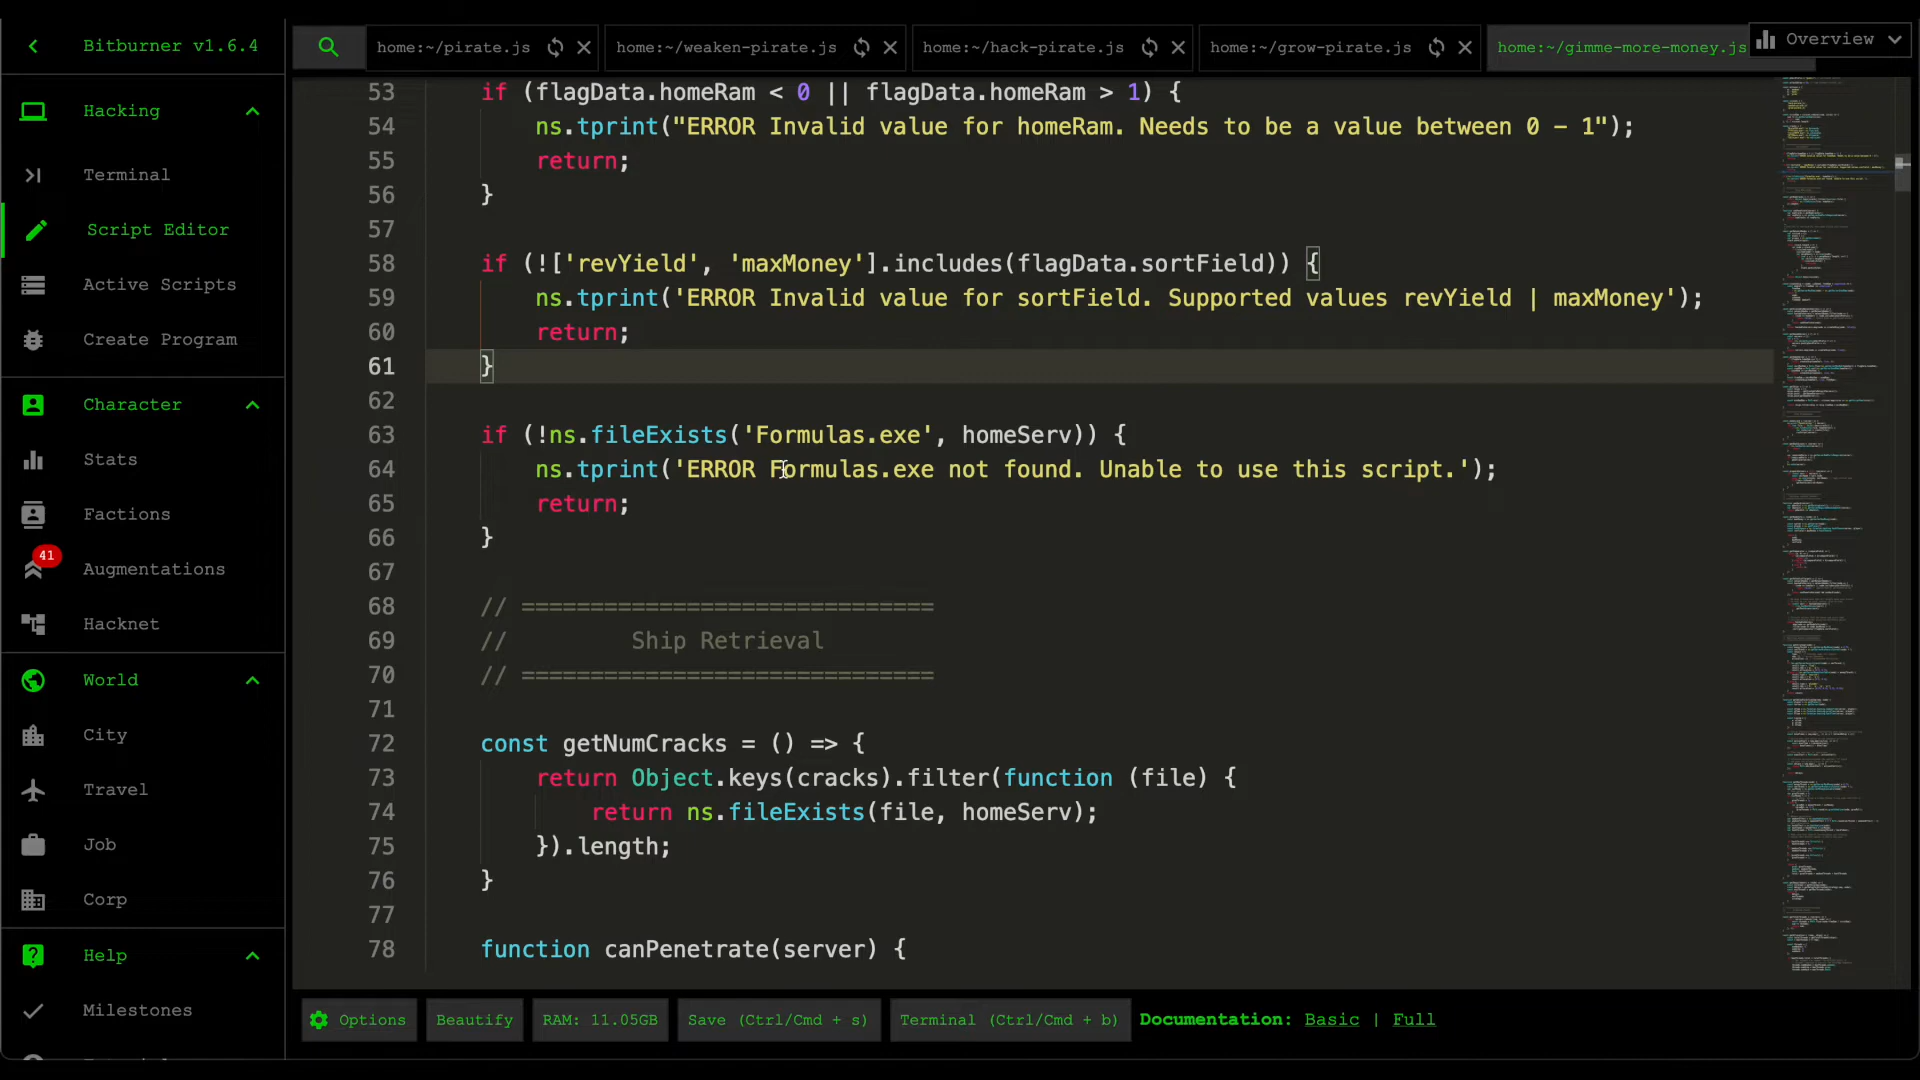 Bitburner v1.6.4
Hacking
Terminal
Script Editor
Active Scripts
Create Program
Character
Stats
Factions
41
Augmentations
Hacknet
World
City
Travel
Job
Corp
Help
Milestones
home:~/pirate.js
home:~/weaken-pirate.js
home:~/hack-pirate.js
home:~/grow-pirate.js
home:~/gimme-more-money.js
Overview
53 if (flagData.homeRam < 0 || flagData.homeRam > 1) {
54 ns.tprint("ERROR Invalid value for homeRam. Needs to be a value between 0 - 1");
55 return;
56 }
57
58 if (!['revYield', 'maxMoney'].includes(flagData.sortField)) {
59 ns.tprint('ERROR Invalid value for sortField. Supported values revYield | maxMoney');
60 return;
61 }
62
63 if (!ns.fileExists('Formulas.exe', homeServ)) {
64 ns.tprint('ERROR Formulas.exe not found. Unable to use this script.');
65 return;
66 }
67
68 // ==============================
69 // Ship Retrieval
70 // ==============================
71
72 const getNumCracks = () => {
73 return Object.keys(cracks).filter(function (file) {
74 return ns.fileExists(file, homeServ);
75 }).length;
76 }
77
78 function canPenetrate(server) {
Options
Beautify
RAM: 11.05GB
Save (Ctrl/Cmd + s)
Terminal (Ctrl/Cmd + b)
Documentation: Basic | Full